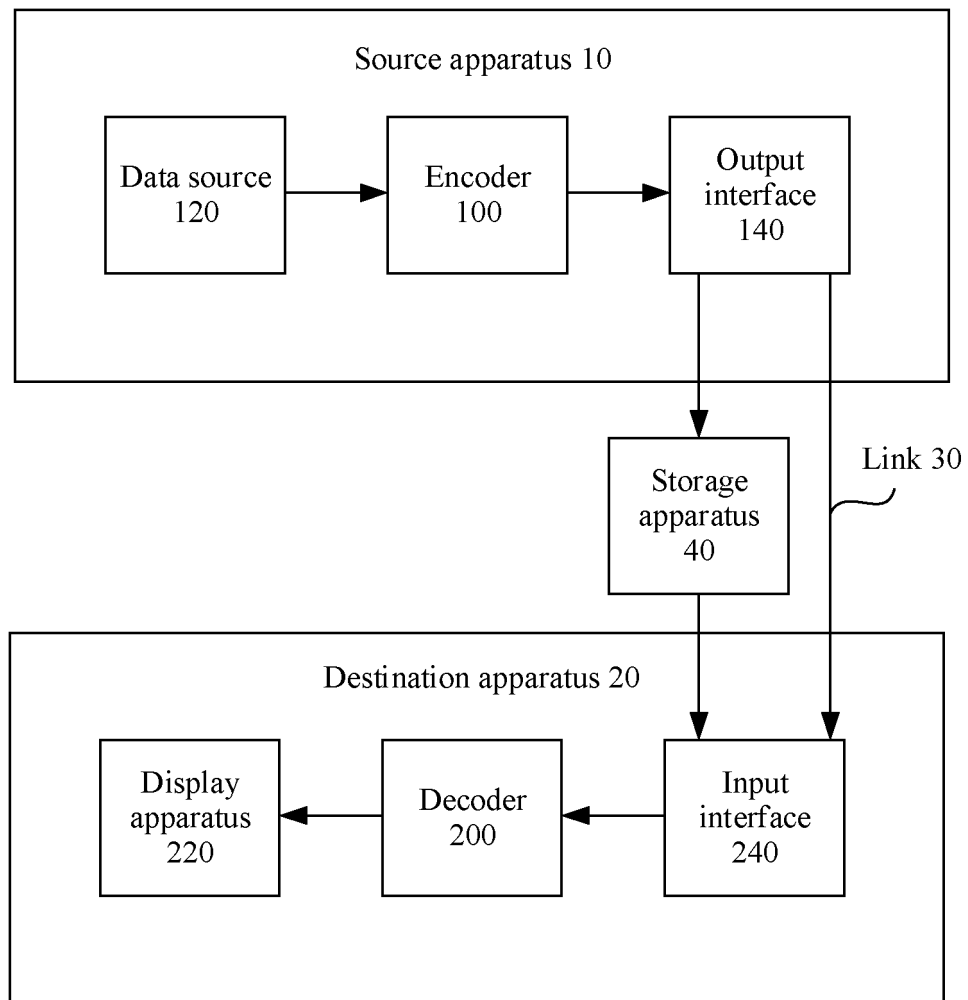 Source apparatus 10
Data source
120
Encoder
100
Output
interface
140
Storage
apparatus
40
Link 30
Destination apparatus 20
Display
apparatus
220
Decoder
200
Input
interface
240